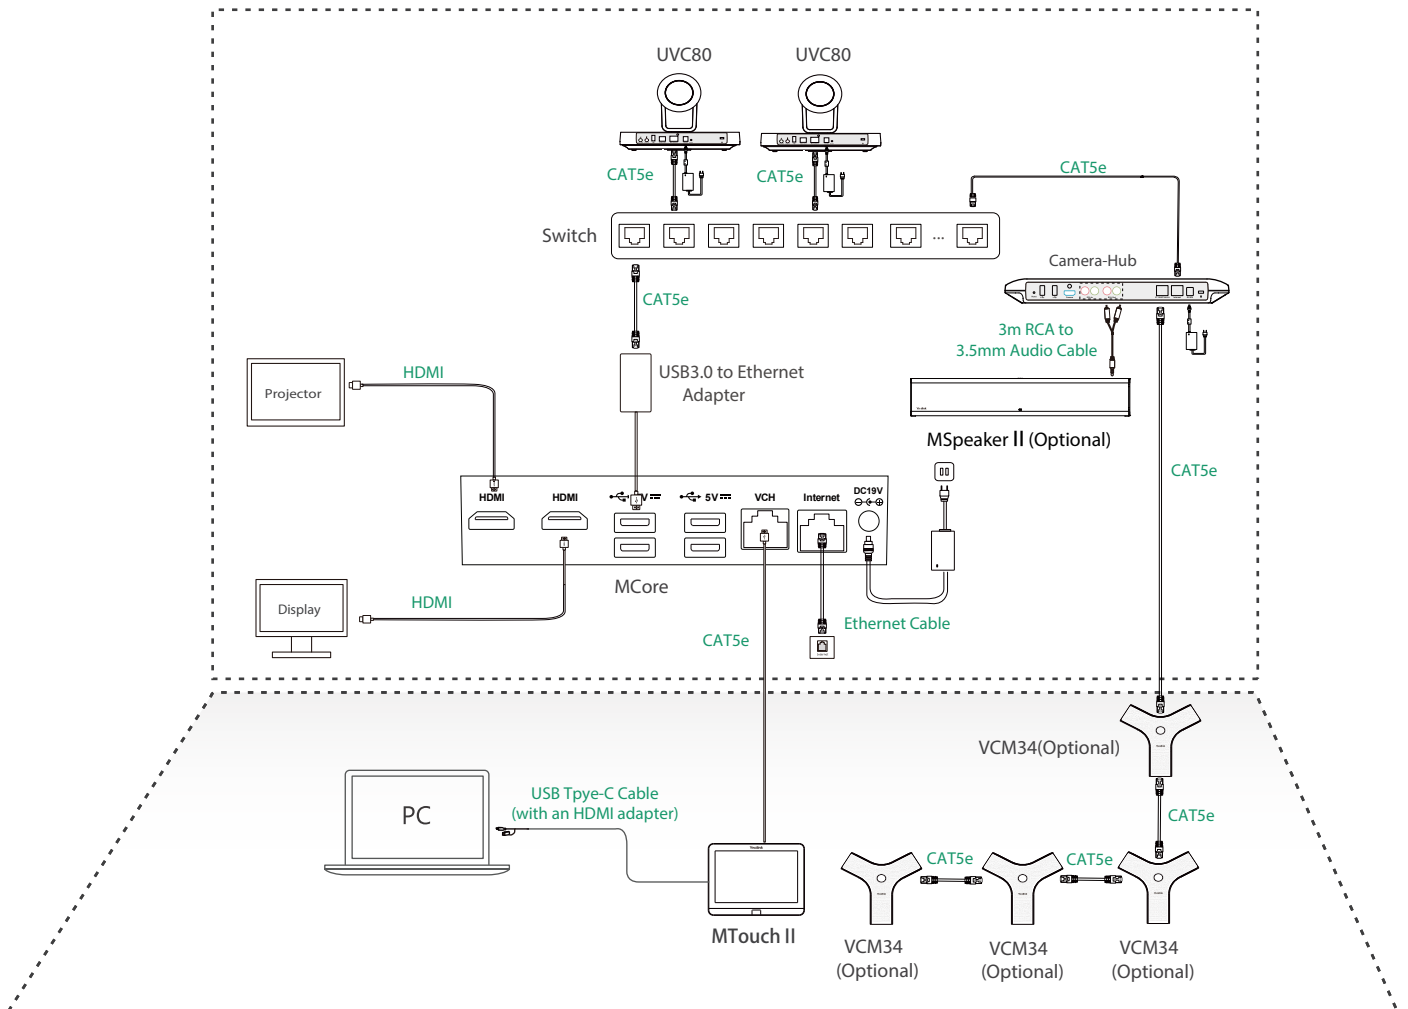 UVC80
UVC80
CAT5e
CAT5e
CAT5e
Switch
...
Camera-Hub
CAT5e
3m RCA to
3.5mm Audio Cable
HDMI
USB3.0 to Ethernet
Adapter
Projector
MSpeaker II (Optional)
CAT5e
HDMI
HDMI
V
5V
VCH
Internet
DC19V
MCore
Display
HDMI
Ethernet Cable
CAT5e
VCM34(Optional)
PC
USB Tpye-C Cable
(with an HDMI adapter)
CAT5e
Yealink
CAT5e
CAT5e
MTouch II
VCM34
(Optional)
VCM34
(Optional)
VCM34
(Optional)